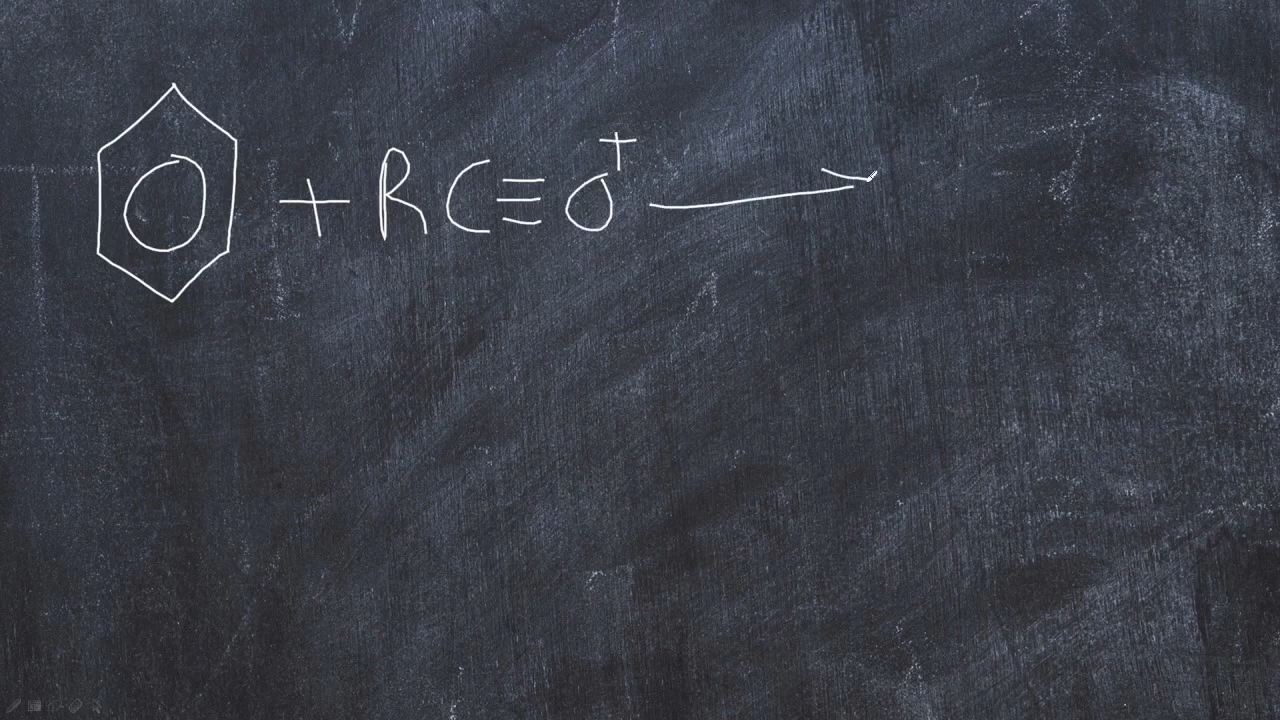 + RC≡O⁺ →